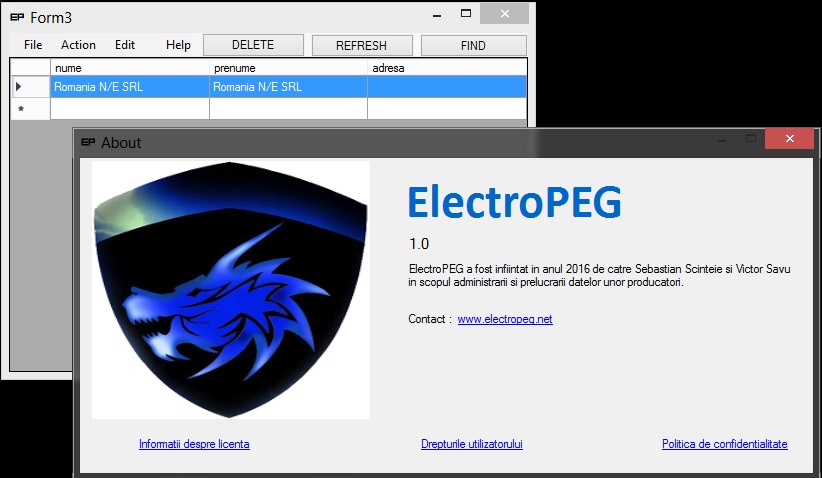 EP Form3
File Action Edit Help DELETE REFRESH FIND
nume prenume adresa
Romania N/E SRL Romania N/E SRL
EP About
ElectroPEG
1.0
ElectroPEG a fost infiintat in anul 2016 de catre Sebastian Scinteie si Victor Savu
in scopul administrarii si prelucrarii datelor unor producatori.
Contact : www.electropeg.net
Informatii despre licenta Drepturile utilizatorului Politica de confidentialitate